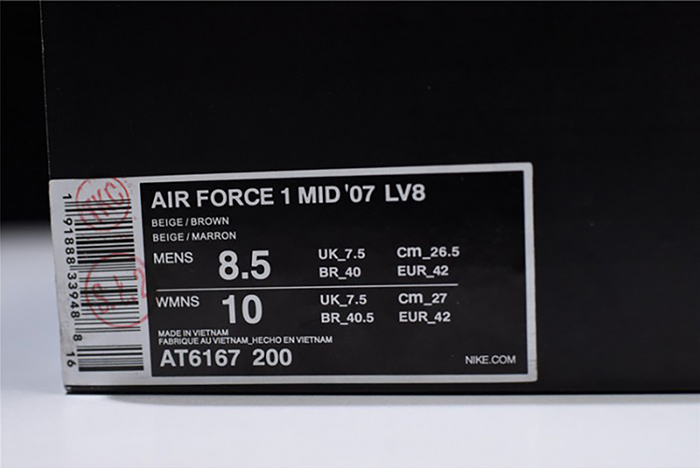 AIR FORCE 1 MID '07 LV8
BEIGE / BROWN
BEIGE / MARRON
MENS 8.5 UK_7.5 Cm_26.5
BR_40 EUR_42
WMNS 10 UK_7.5 Cm_27
BR_40.5 EUR_42
MADE IN VIETNAM
FABRIQUE AU VIETNAM_HECHO EN VIETNAM
AT6167 200
NIKE.COM
1 91888 33948 8 16
TKC